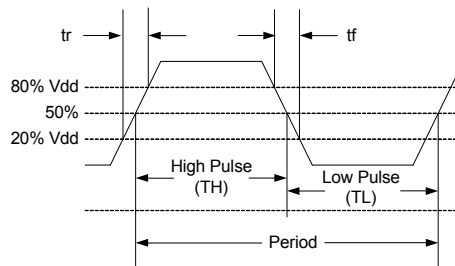 tr
tf
80% Vdd
50%
20% Vdd
High Pulse
(TH)
Low Pulse
(TL)
Period